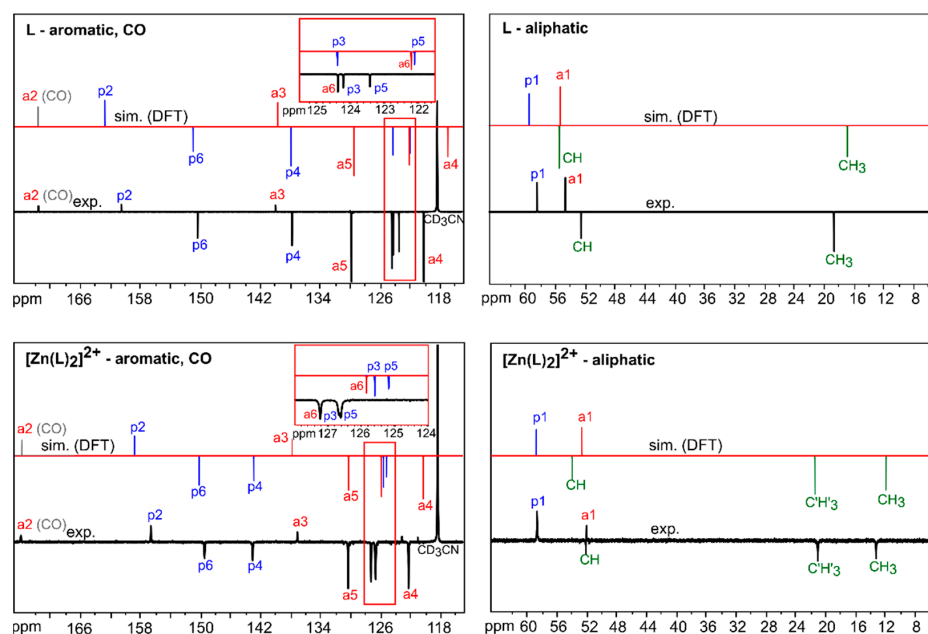 L - aromatic, CO
p3
p5
a6
a6
p3
p5
ppm 125 124 123 122
a2 (CO)
p2
a3
sim. (DFT)
p6
p4
a5
a4
a2 (CO)
exp.
p2
a3
CD3CN
p6
p4
a5
a4
ppm 166 158 150 142 134 126 118
L - aliphatic
p1
a1
sim. (DFT)
CH
CH3
p1
a1
exp.
CH
CH3
ppm 60 56 52 48 44 40 36 32 28 24 20 16 12 8
[Zn(L)2]2+ - aromatic, CO
p3
a6
p5
a6
p3
p5
ppm 127 126 125 124
a2 (CO)
p2
a3
sim. (DFT)
p6
p4
a5
a4
a2 (CO)
exp.
p2
a3
CD3CN
p6
p4
a5
a4
ppm 166 158 150 142 134 126 118
[Zn(L)2]2+ - aliphatic
p1
a1
sim. (DFT)
CH
C'H'3
CH3
p1
a1
exp.
CH
C'H'3
CH3
ppm 60 56 52 48 44 40 36 32 28 24 20 16 12 8